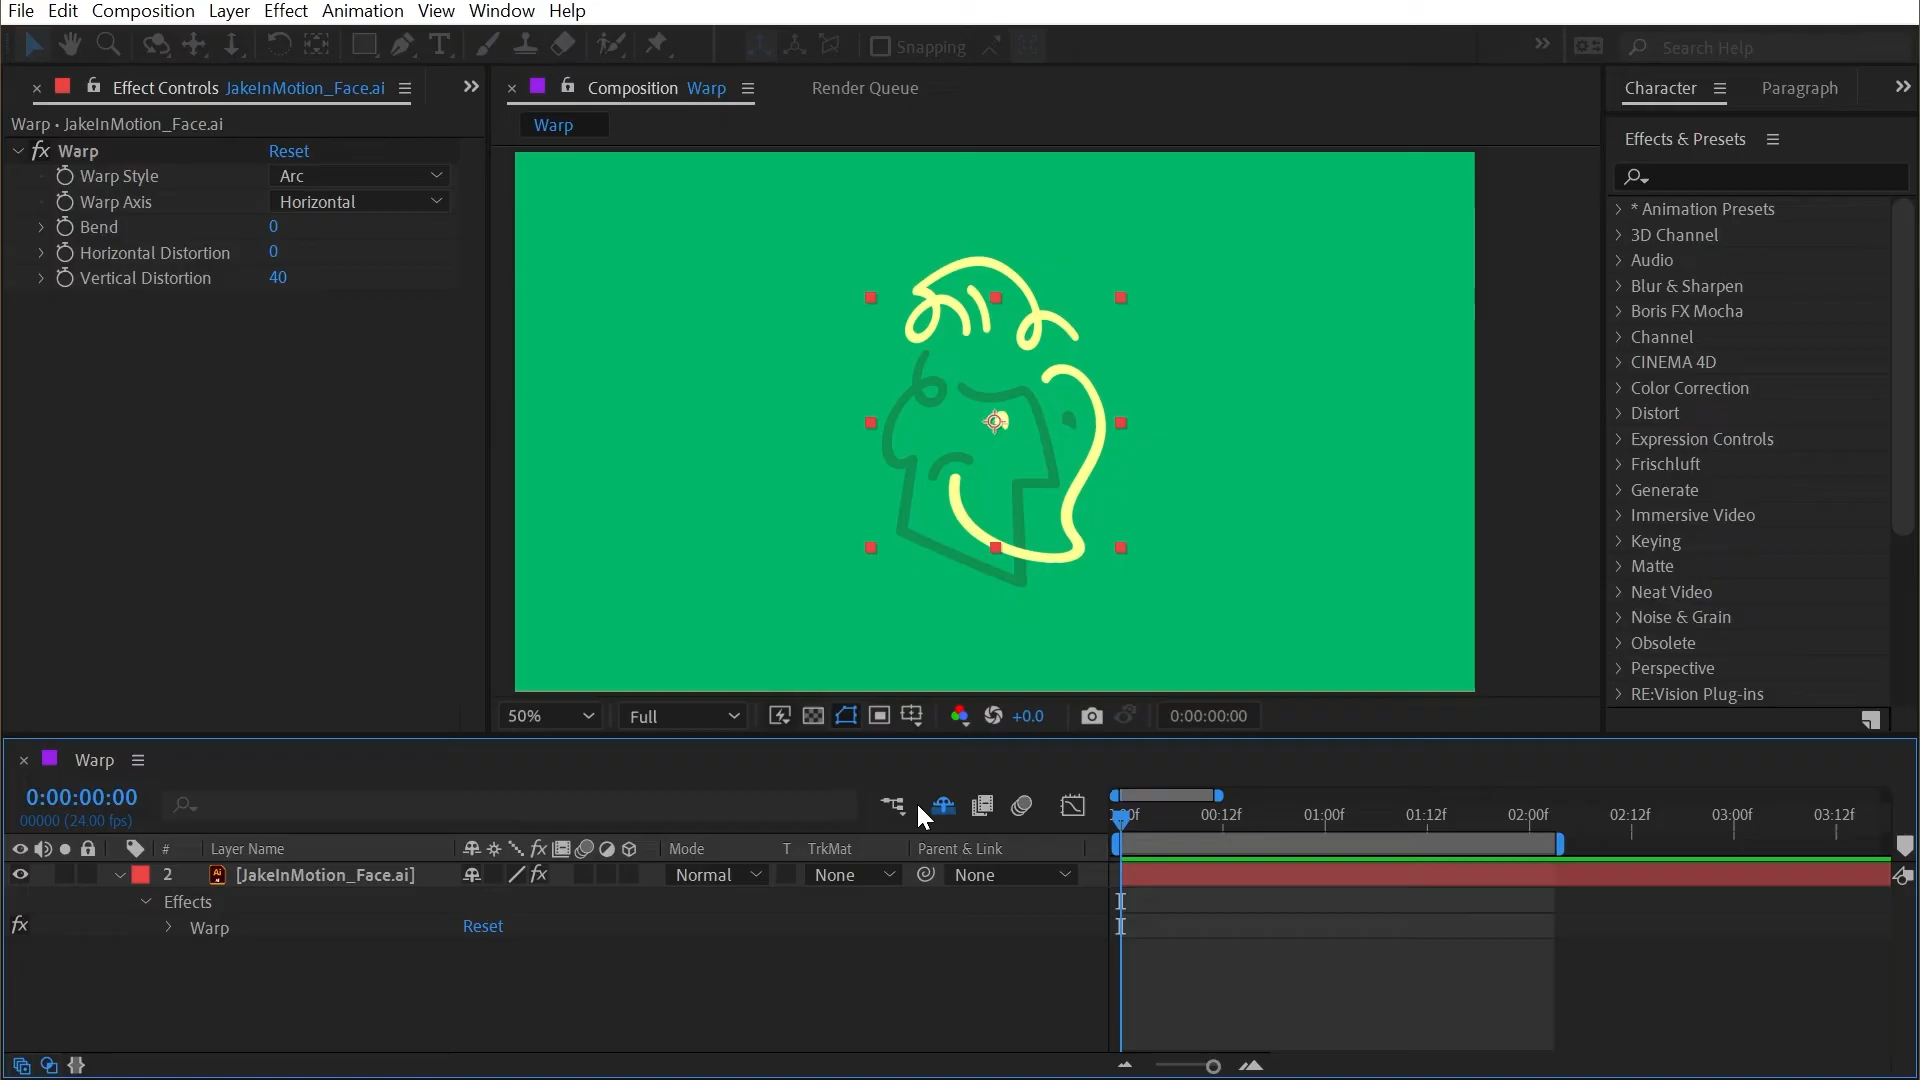 File Edit Composition Layer Effect Animation View Window Help
Snapping
Search Help
Effect Controls JakeInMotion_Face.ai
Composition Warp
Render Queue
Character
Paragraph
Warp • JakeInMotion_Face.ai
Warp
Effects & Presets
fx Warp Reset
Warp Style Arc
Warp Axis Horizontal
Bend 0
Horizontal Distortion 0
Vertical Distortion 40
* Animation Presets
3D Channel
Audio
Blur & Sharpen
Boris FX Mocha
Channel
CINEMA 4D
Color Correction
Distort
Expression Controls
Frischluft
Generate
Immersive Video
Keying
Matte
Neat Video
Noise & Grain
Obsolete
Perspective
RE:Vision Plug-ins
50% Full +0.0 0:00:00:00
Warp
0:00:00:00
00000 (24.00 fps)
00:12f 01:00f 01:12f 02:00f 02:12f 03:00f 03:12f
# Layer Name fx Mode T TrkMat Parent & Link
2 Ai [JakeInMotion_Face.ai] fx Normal None None
Effects
fx Warp Reset